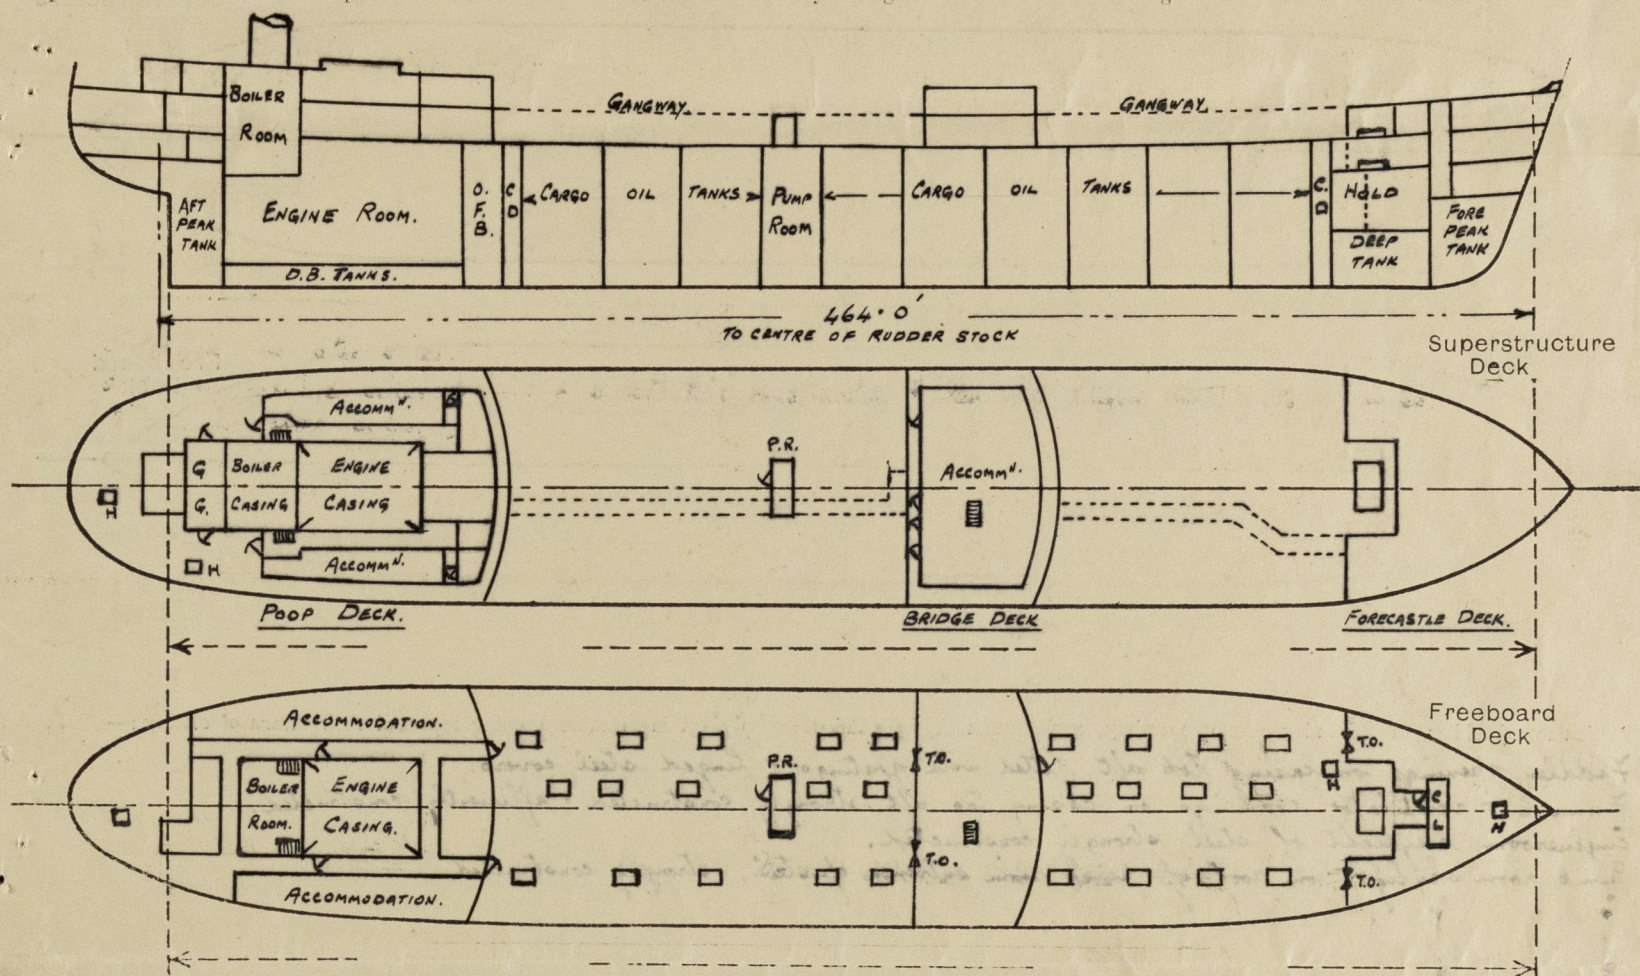 BOILER
ROOM
GANGWAY.
GANGWAY.
AFT
PEAK
TANK
ENGINE ROOM.
O.
F.
B.
C
D
CARGO
OIL
TANKS
PUMP
ROOM
CARGO
OIL
TANKS
C.
D
HOLD
DEEP
TANK
FORE
PEAK
TANK
D.B. TANKS.
464·0'
TO CENTRE OF RUDDER STOCK
Superstructure
Deck
ACCOMMN.
G
G.
BOILER
CASING
ENGINE
CASING
P.R.
ACCOMMN.
H
H
ACCOMMN.
POOP DECK.
BRIDGE DECK
FORECASTLE DECK.
Freeboard
Deck
ACCOMMODATION.
BOILER
ROOM.
ENGINE
CASING.
P.R.
T.O.
T.O.
T.O.
H
C
L
H
T.O.
ACCOMMODATION.